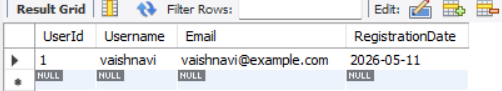 Result Grid Filter Rows: Edit:
UserId Username Email RegistrationDate
1 vaishnavi vaishnavi@example.com 2026-05-11
NULL NULL NULL NULL